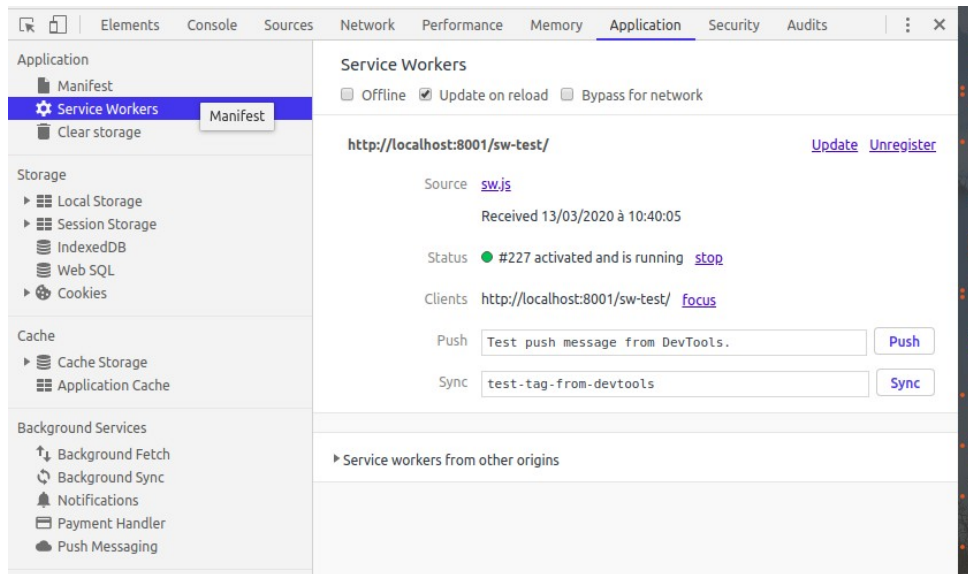 Elements Console Sources Network Performance Memory Application Security Audits
Application
Manifest
Service Workers
Manifest
Clear storage
Storage
Local Storage
Session Storage
IndexedDB
Web SQL
Cookies
Cache
Cache Storage
Application Cache
Background Services
Background Fetch
Background Sync
Notifications
Payment Handler
Push Messaging
Service Workers
Offline Update on reload Bypass for network
http://localhost:8001/sw-test/ Update Unregister
Source sw.js
Received 13/03/2020 à 10:40:05
Status #227 activated and is running stop
Clients http://localhost:8001/sw-test/ focus
Push Test push message from DevTools. Push
Sync test-tag-from-devtools Sync
Service workers from other origins